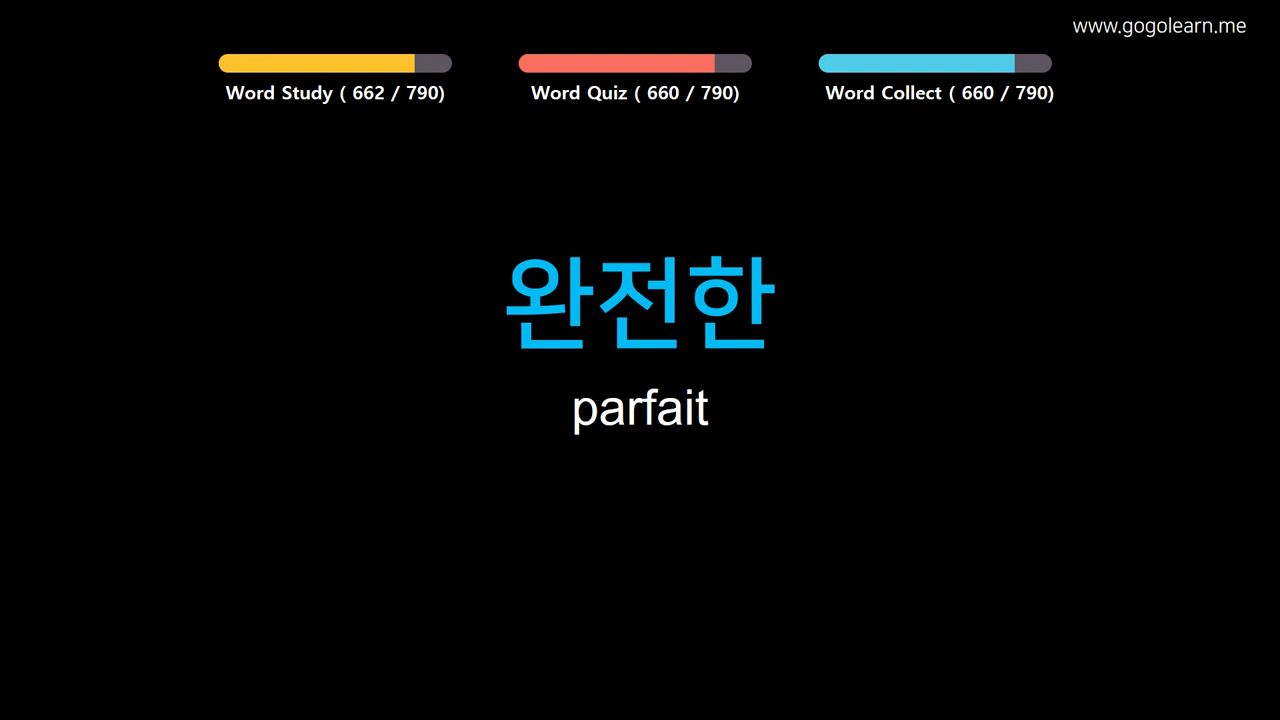 www.gogolearn.me
Word Study ( 662 / 790)
Word Quiz ( 660 / 790)
Word Collect ( 660 / 790)
완전한
parfait